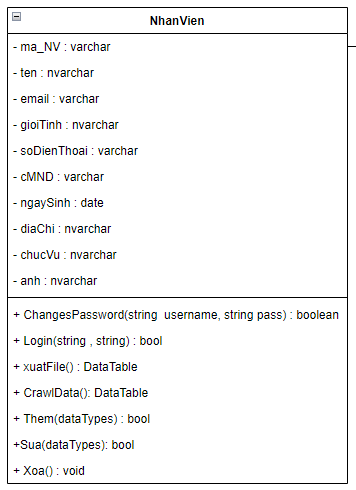 NhanVien
- ma_NV : varchar
- ten : nvarchar
- email : varchar
- gioiTinh : nvarchar
- soDienThoai : varchar
- cMND : varchar
- ngaySinh : date
- diaChi : nvarchar
- chucVu : nvarchar
- anh : nvarchar
+ ChangesPassword(string  username, string pass) : boolean
+ Login(string , string) : bool
+ xuatFile() : DataTable
+ CrawlData(): DataTable
+ Them(dataTypes) : bool
+Sua(dataTypes): bool
+ Xoa() : void